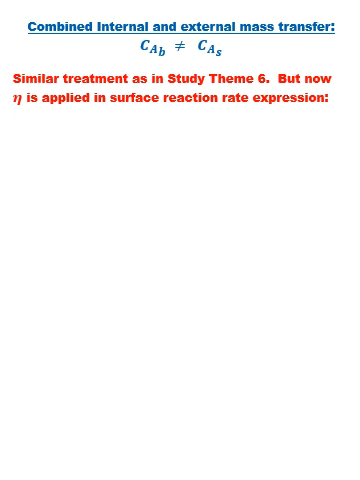 Combined Internal and external mass transfer:
C_{A_b} ≠ C_{A_s}
Similar treatment as in Study Theme 6. But now
η is applied in surface reaction rate expression: